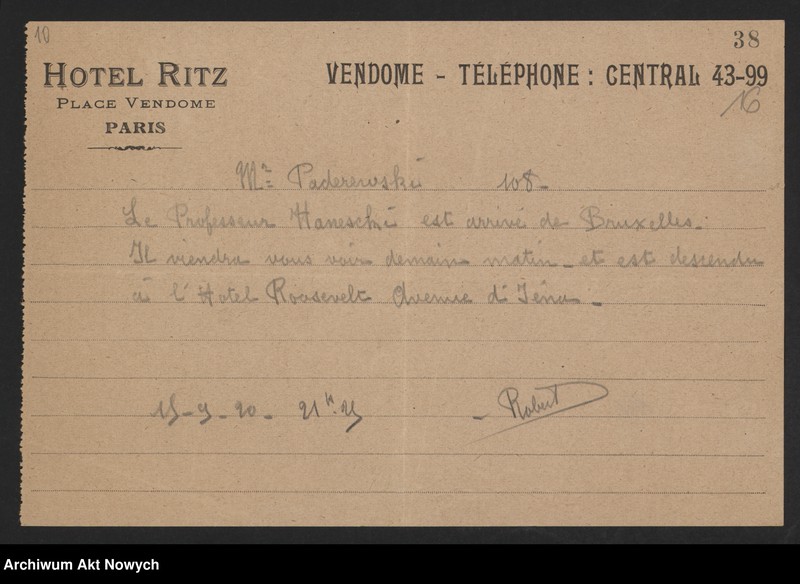 10
38
HOTEL RITZ
PLACE VENDOME
PARIS
VENDOME - TÉLÉPHONE : CENTRAL 43-99
16
Mr Paderewski 108-
Le Professeur Haneschi est arrivé de Bruxelles.
Il viendra vous voir demain matin - et est descendu
à l'Hotel Roosevelt Avenue d'Iéna -
15-9-20- 21h.25
- Robert
Archiwum Akt Nowych